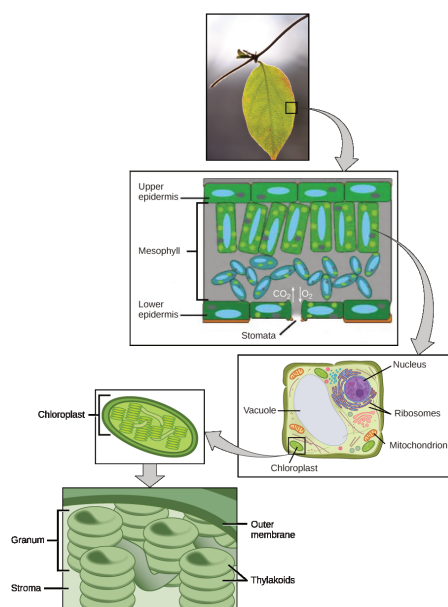 Upper
epidermis
Mesophyll
CO2 O2
Lower
epidermis
Stomata
Nucleus
Chloroplast
Vacuole
Ribosomes
Mitochondrion
Chloroplast
Outer
membrane
Granum
Thylakoids
Stroma